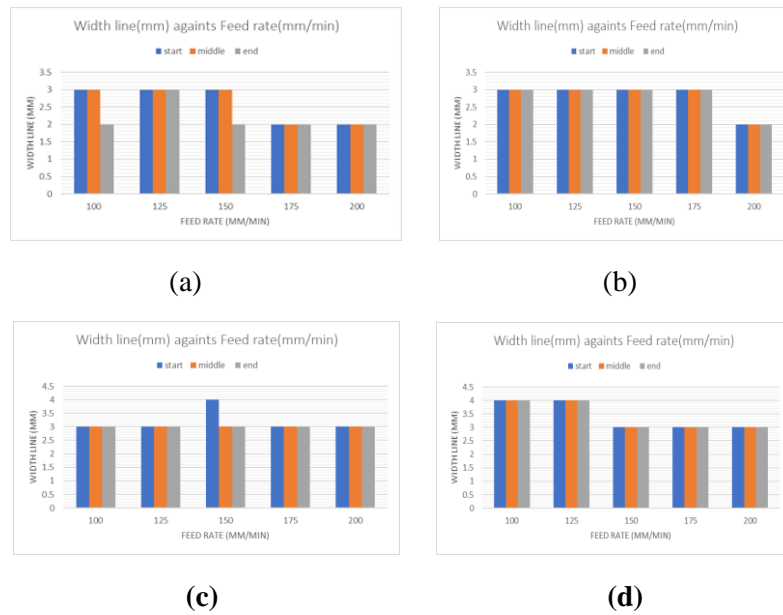 Width line(mm) againts Feed rate(mm/min)
start middle end
WIDTH LINE (MM)
3.5
3
2.5
2
1.5
1
0.5
0
100 125 150 175 200
FEED RATE (MM/MIN)
(a)
Width line(mm) againts Feed rate(mm/min)
start middle end
WIDTH LINE (MM)
3.5
3
2.5
2
1.5
1
0.5
0
100 125 150 175 200
FEED RATE (MM/MIN)
(b)
Width line(mm) againts Feed rate(mm/min)
start middle end
WIDTH LINE (MM)
4.5
4
3.5
3
2.5
2
1.5
1
0.5
0
100 125 150 175 200
FEED RATE (MM/MIN)
(c)
Width line(mm) againts Feed rate(mm/min)
start middle end
WIDTH LINE (MM)
4.5
4
3.5
3
2.5
2
1.5
1
0.5
0
100 125 150 175 200
FEED RATE (MM/MIN)
(d)